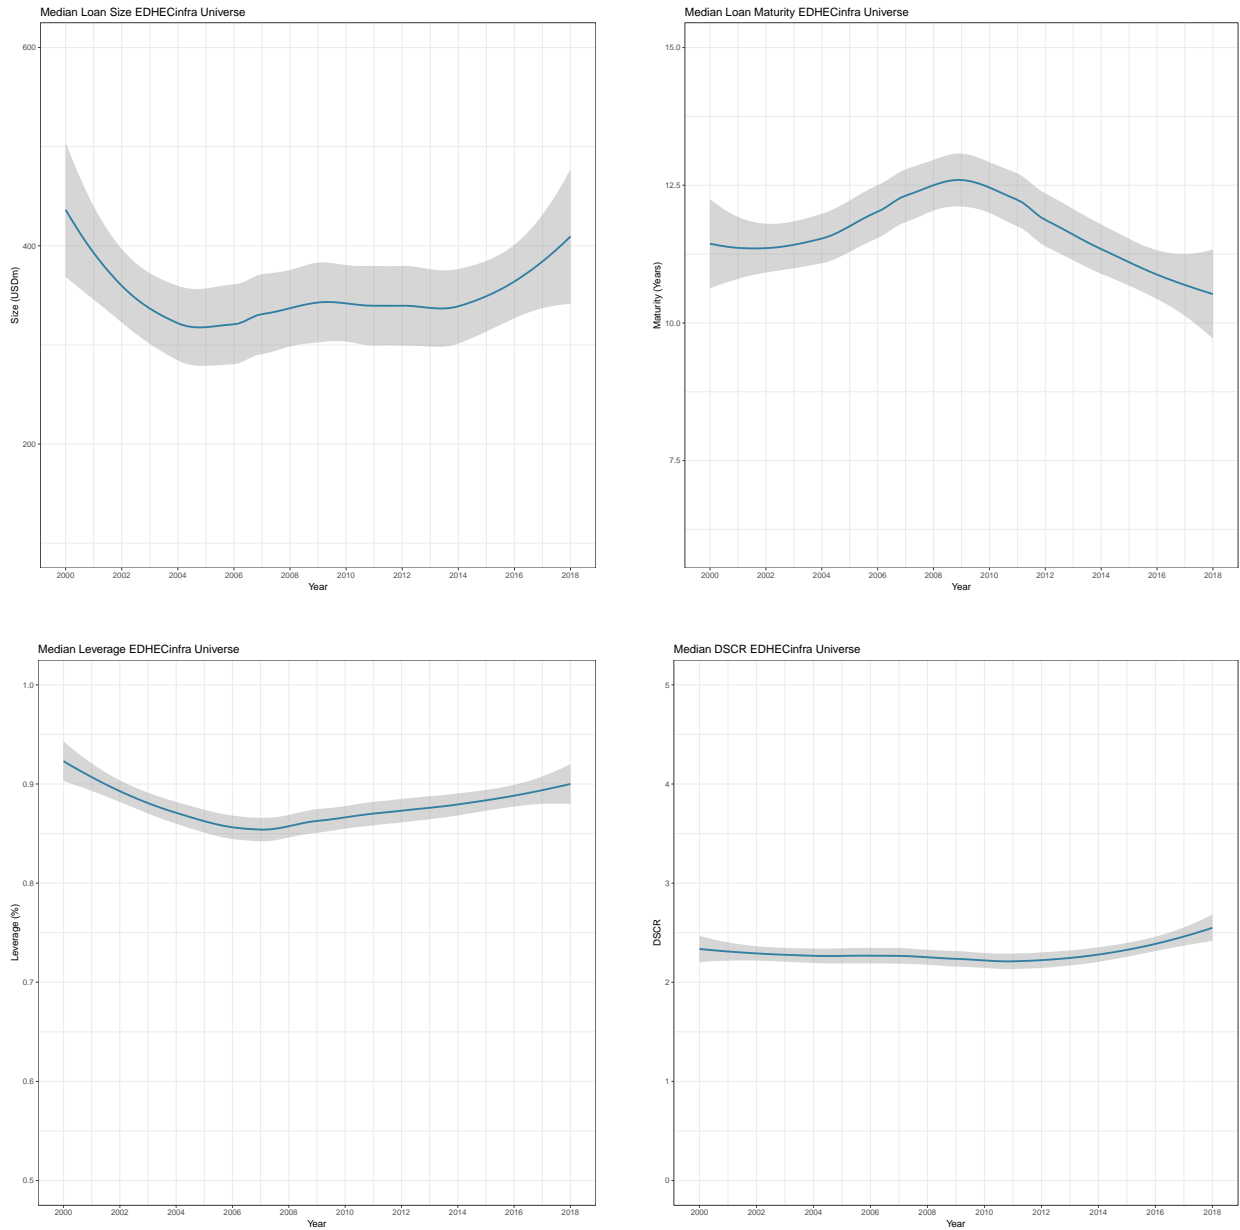 Median Loan Size EDHECinfra Universe
600
400
200
Size (USDm)
2000 2002 2004 2006 2008 2010 2012 2014 2016 2018
Year
Median Loan Maturity EDHECinfra Universe
15.0
12.5
10.0
7.5
Maturity (Years)
2000 2002 2004 2006 2008 2010 2012 2014 2016 2018
Year
Median Leverage EDHECinfra Universe
1.0
0.9
0.8
0.7
0.6
0.5
Leverage (%)
2000 2002 2004 2006 2008 2010 2012 2014 2016 2018
Year
Median DSCR EDHECinfra Universe
5
4
3
2
1
0
DSCR
2000 2002 2004 2006 2008 2010 2012 2014 2016 2018
Year